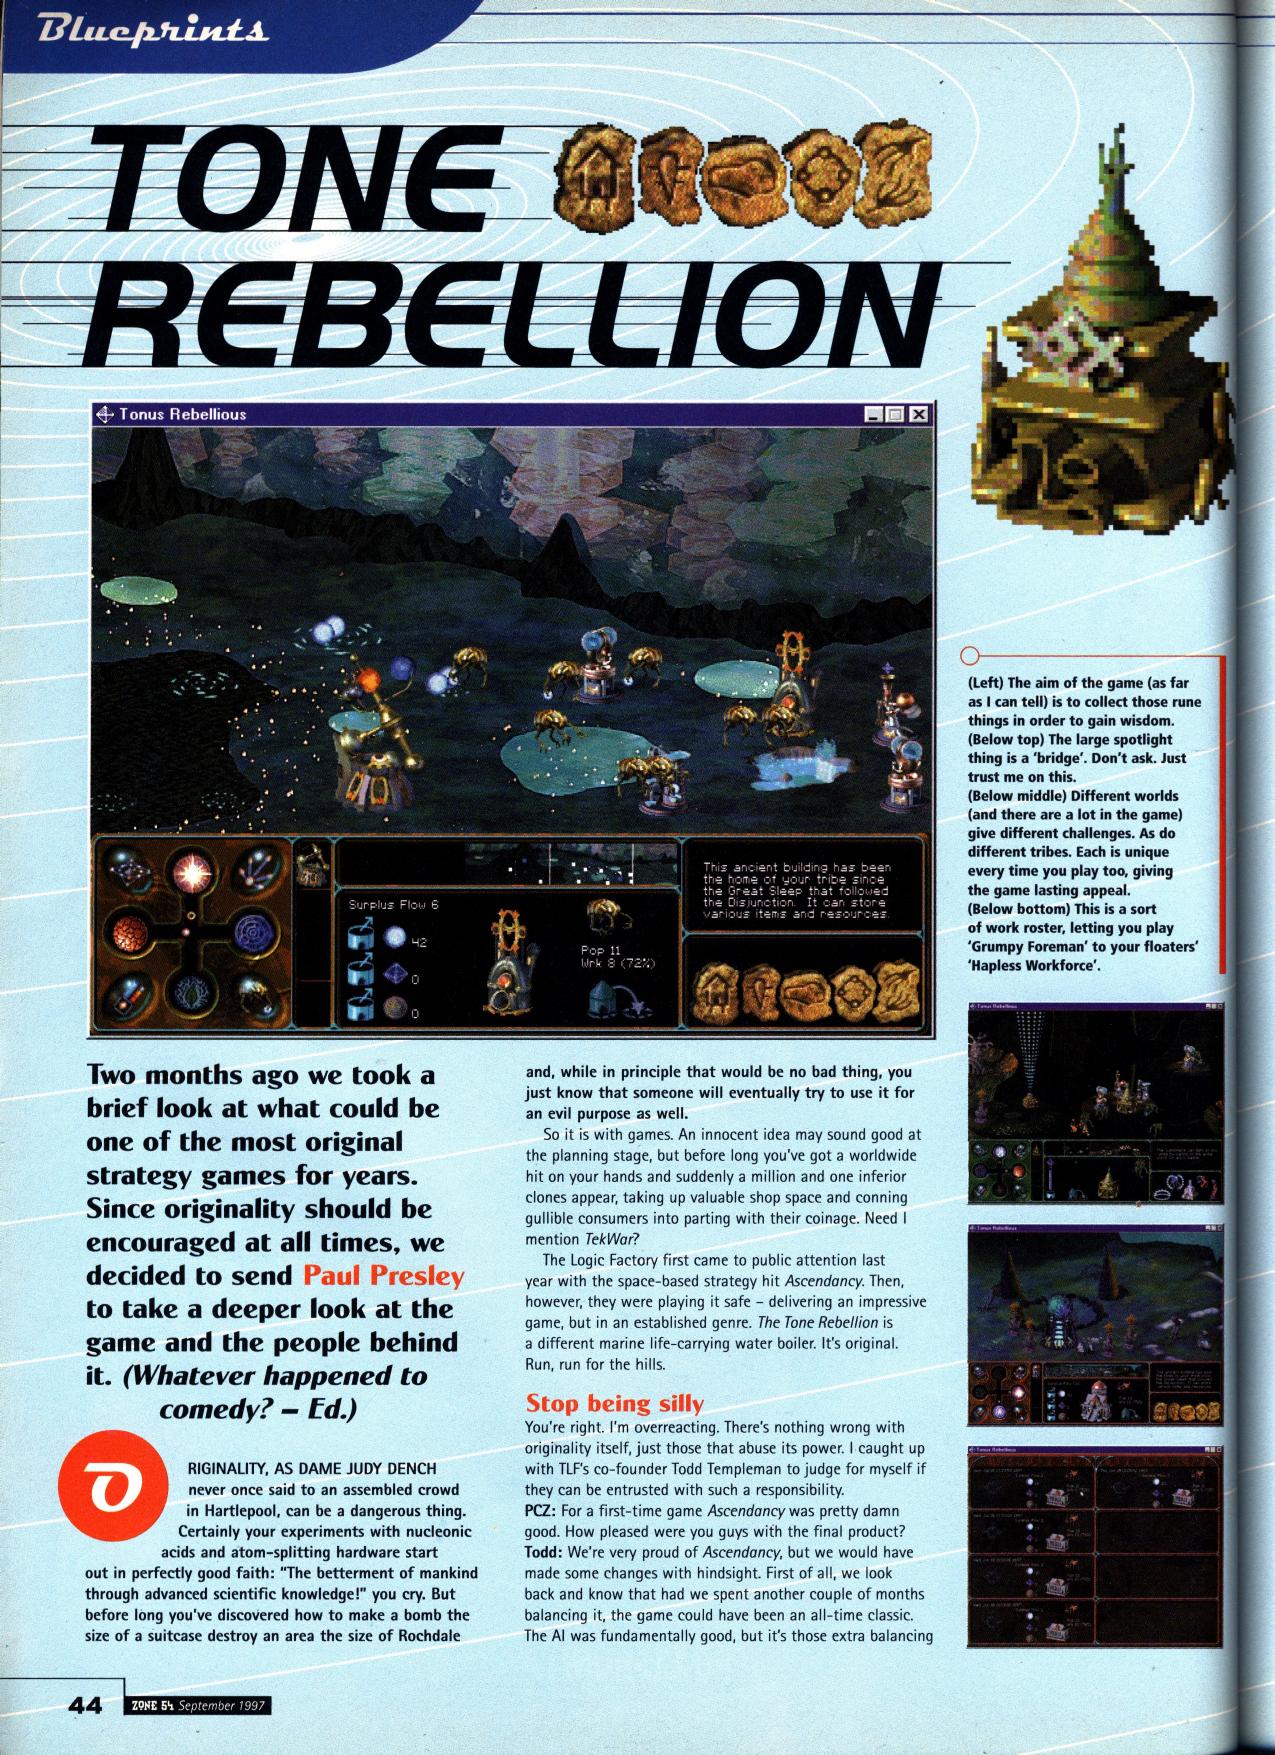 Blueprints
TONE
REBELLION
Tonus Rebellious
This ancient building has been
the home of your tribe since
the Great Sleep that followed
the Disjunction. It can store
various items and resources.
Surplus Flow 6
42
0
0
Pop 11
Wrk 8 (72%)
(Left) The aim of the game (as far
as I can tell) is to collect those rune
things in order to gain wisdom.
(Below top) The large spotlight
thing is a 'bridge'. Don't ask. Just
trust me on this.
(Below middle) Different worlds
(and there are a lot in the game)
give different challenges. As do
different tribes. Each is unique
every time you play too, giving
the game lasting appeal.
(Below bottom) This is a sort
of work roster, letting you play
'Grumpy Foreman' to your floaters'
'Hapless Workforce'.
Tonus Rebellious
Tonus Rebellious
Tonus Rebellious
Two months ago we took a
brief look at what could be
one of the most original
strategy games for years.
Since originality should be
encouraged at all times, we
decided to send Paul Presley
to take a deeper look at the
game and the people behind
it. (Whatever happened to
comedy? – Ed.)
ORIGINALITY, AS DAME JUDY DENCH
never once said to an assembled crowd
in Hartlepool, can be a dangerous thing.
Certainly your experiments with nucleonic
acids and atom-splitting hardware start
out in perfectly good faith: "The betterment of mankind
through advanced scientific knowledge!" you cry. But
before long you've discovered how to make a bomb the
size of a suitcase destroy an area the size of Rochdale
and, while in principle that would be no bad thing, you
just know that someone will eventually try to use it for
an evil purpose as well.
So it is with games. An innocent idea may sound good at
the planning stage, but before long you've got a worldwide
hit on your hands and suddenly a million and one inferior
clones appear, taking up valuable shop space and conning
gullible consumers into parting with their coinage. Need I
mention TekWar?
The Logic Factory first came to public attention last
year with the space-based strategy hit Ascendancy. Then,
however, they were playing it safe – delivering an impressive
game, but in an established genre. The Tone Rebellion is
a different marine life-carrying water boiler. It's original.
Run, run for the hills.
Stop being silly
You're right. I'm overreacting. There's nothing wrong with
originality itself, just those that abuse its power. I caught up
with TLF's co-founder Todd Templeman to judge for myself if
they can be entrusted with such a responsibility.
PCZ: For a first-time game Ascendancy was pretty damn
good. How pleased were you guys with the final product?
Todd: We're very proud of Ascendancy, but we would have
made some changes with hindsight. First of all, we look
back and know that had we spent another couple of months
balancing it, the game could have been an all-time classic.
The AI was fundamentally good, but it's those extra balancing
44 ZONE 54 September 1997